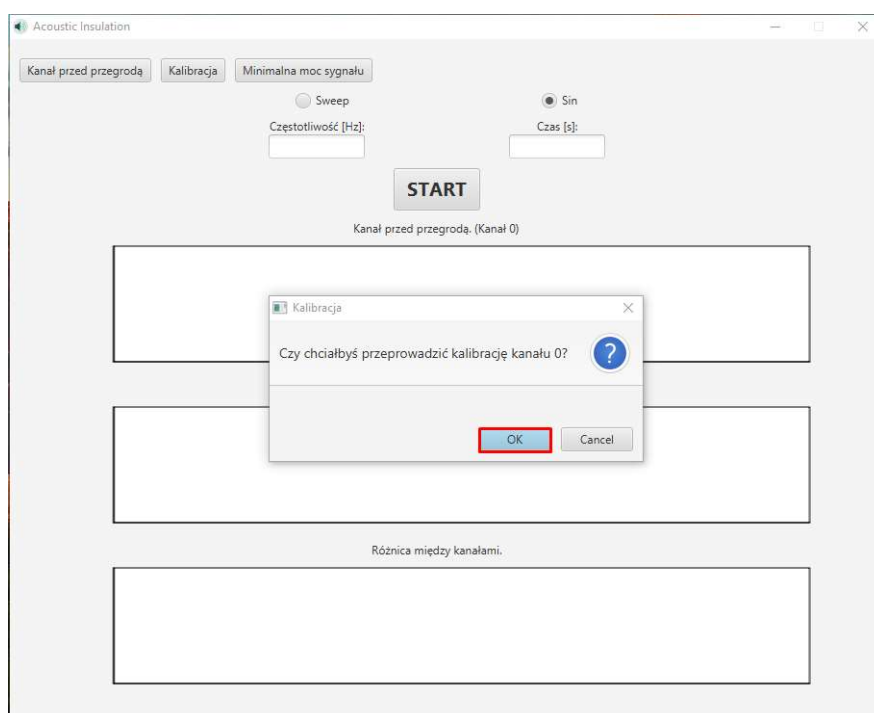 Acoustic Insulation
Kanał przed przegrodą Kalibracja Minimalna moc sygnału
Sweep Sin
Częstotliwość [Hz]: Czas [s]:
START
Kanał przed przegrodą. (Kanał 0)
Kalibracja
Czy chciałbyś przeprowadzić kalibrację kanału 0?
OK Cancel
Różnica między kanałami.